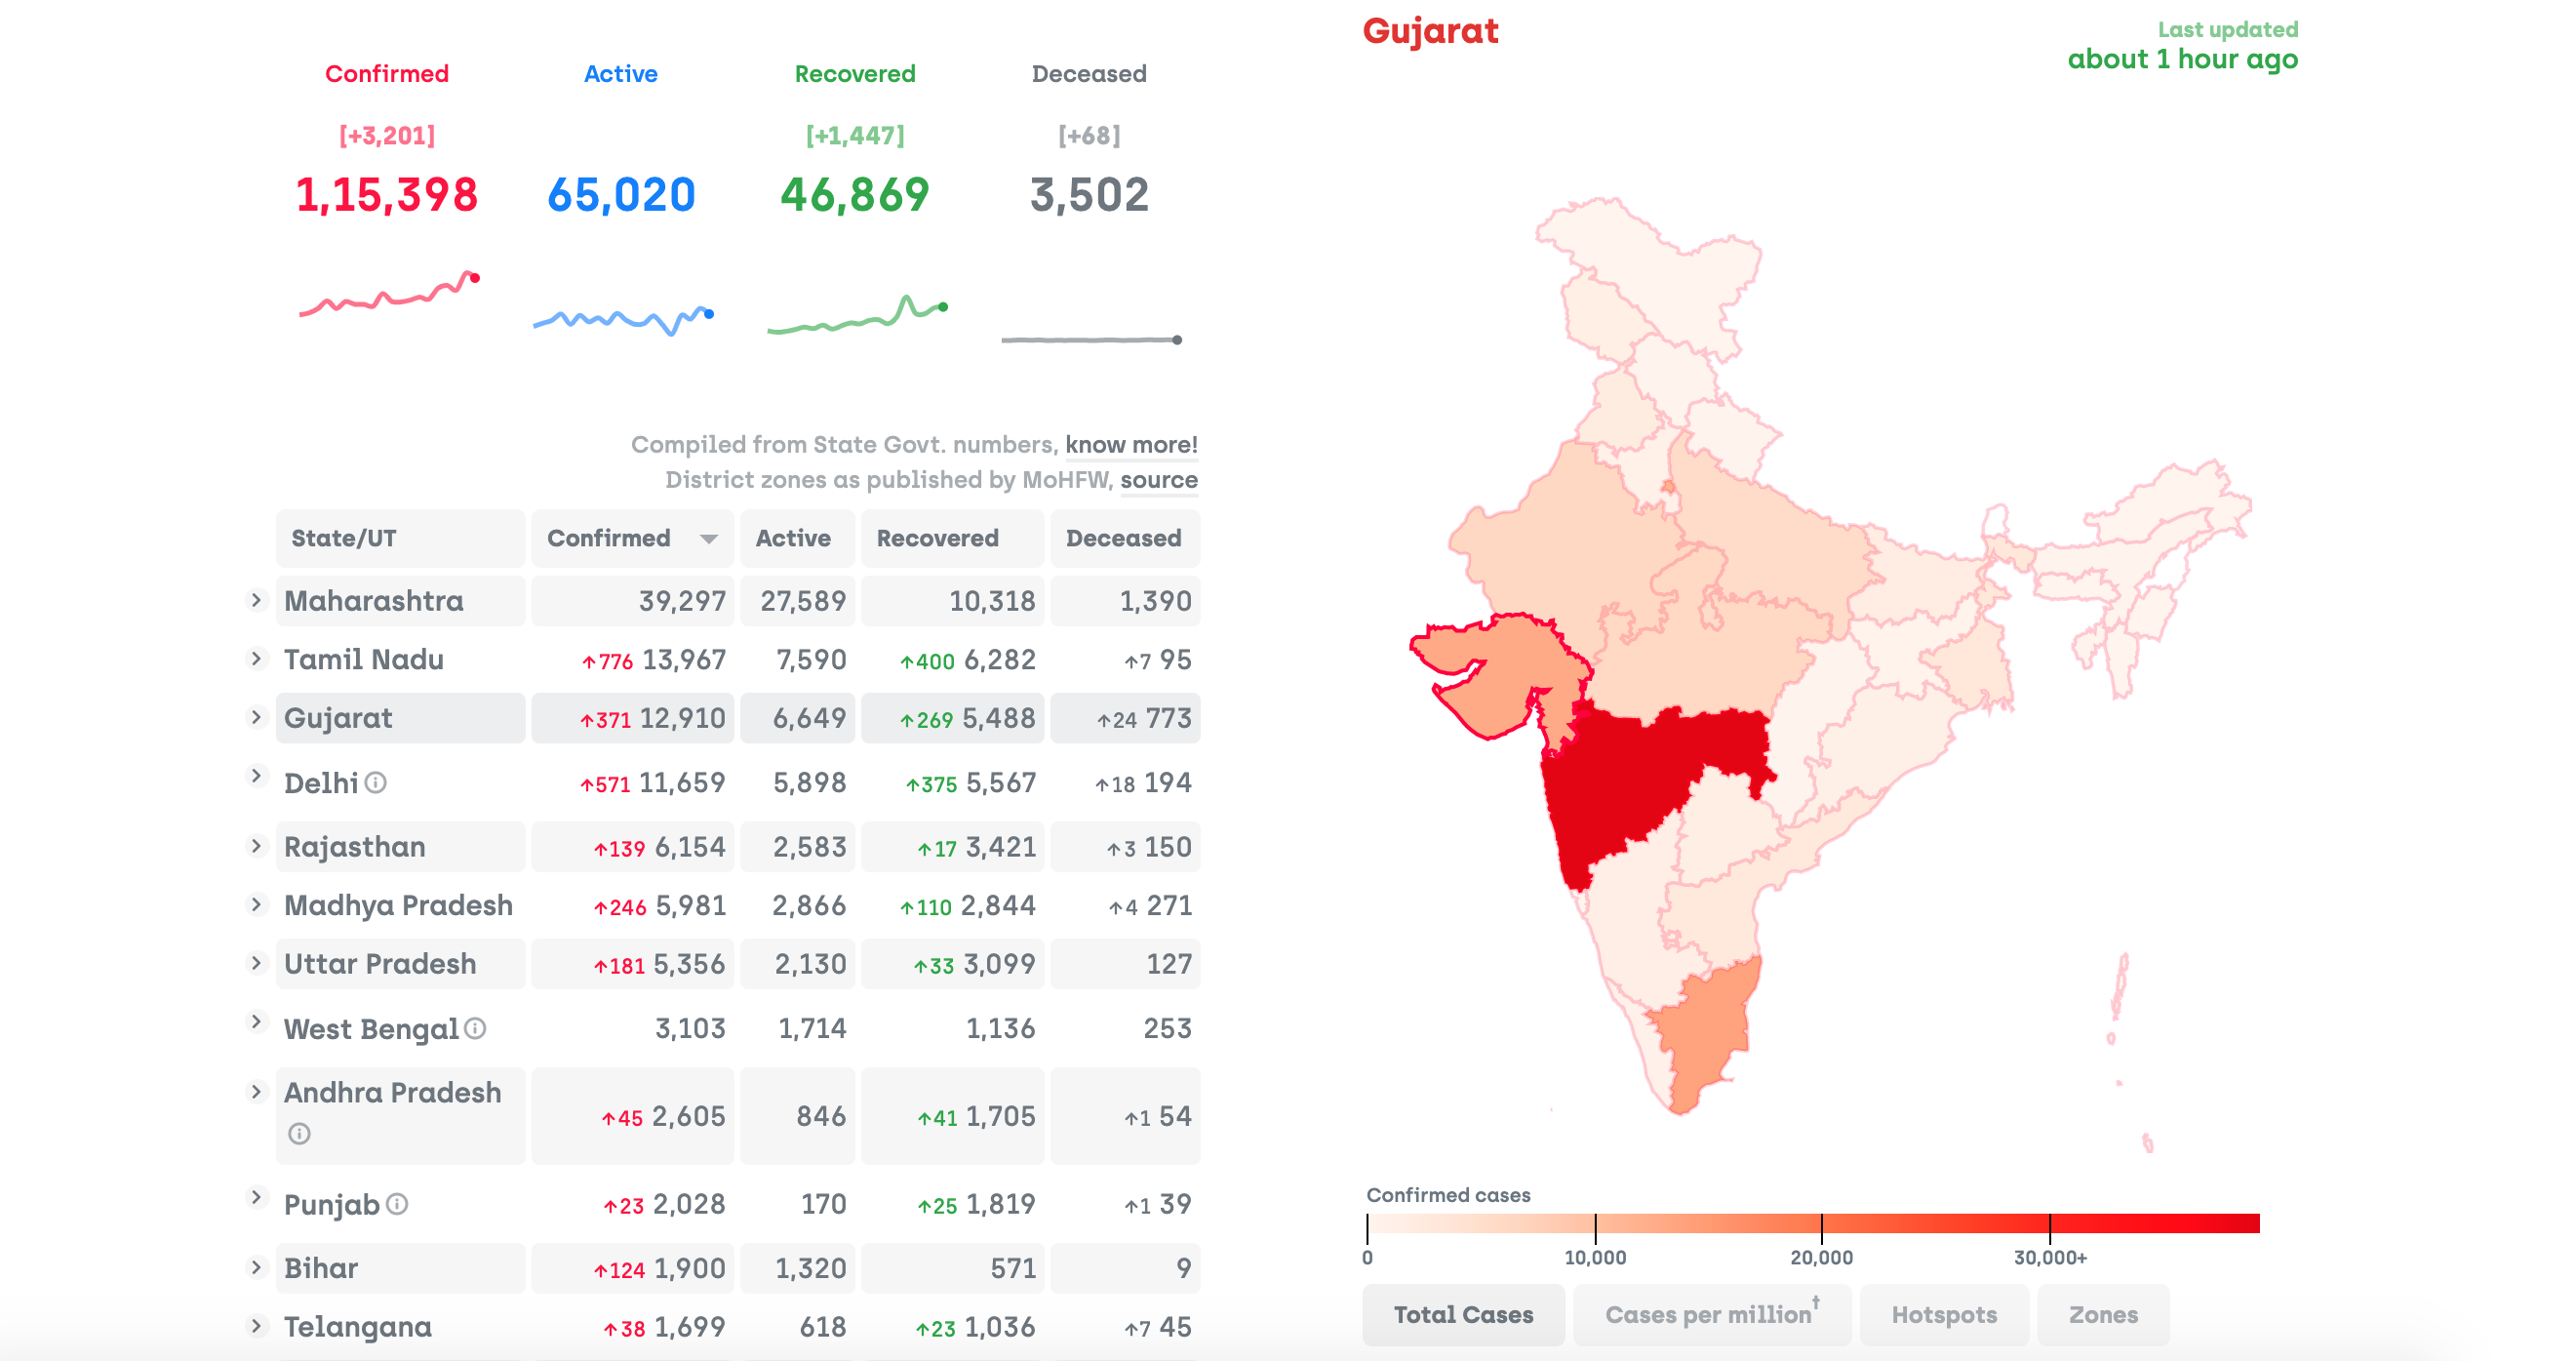 Confirmed Active Recovered Deceased
[+3,201] [+1,447] [+68]
1,15,398 65,020 46,869 3,502
Compiled from State Govt. numbers, know more!
District zones as published by MoHFW, source
State/UT Confirmed Active Recovered Deceased
Maharashtra 39,297 27,589 10,318 1,390
Tamil Nadu ↑776 13,967 7,590 ↑400 6,282 ↑7 95
Gujarat ↑371 12,910 6,649 ↑269 5,488 ↑24 773
Delhi ↑571 11,659 5,898 ↑375 5,567 ↑18 194
Rajasthan ↑139 6,154 2,583 ↑17 3,421 ↑3 150
Madhya Pradesh ↑246 5,981 2,866 ↑110 2,844 ↑4 271
Uttar Pradesh ↑181 5,356 2,130 ↑33 3,099 127
West Bengal 3,103 1,714 1,136 253
Andhra Pradesh ↑45 2,605 846 ↑41 1,705 ↑1 54
Punjab ↑23 2,028 170 ↑25 1,819 ↑1 39
Bihar ↑124 1,900 1,320 571 9
Telangana ↑38 1,699 618 ↑23 1,036 ↑7 45
Gujarat
Last updated
about 1 hour ago
Confirmed cases
0 10,000 20,000 30,000+
Total Cases Cases per million† Hotspots Zones